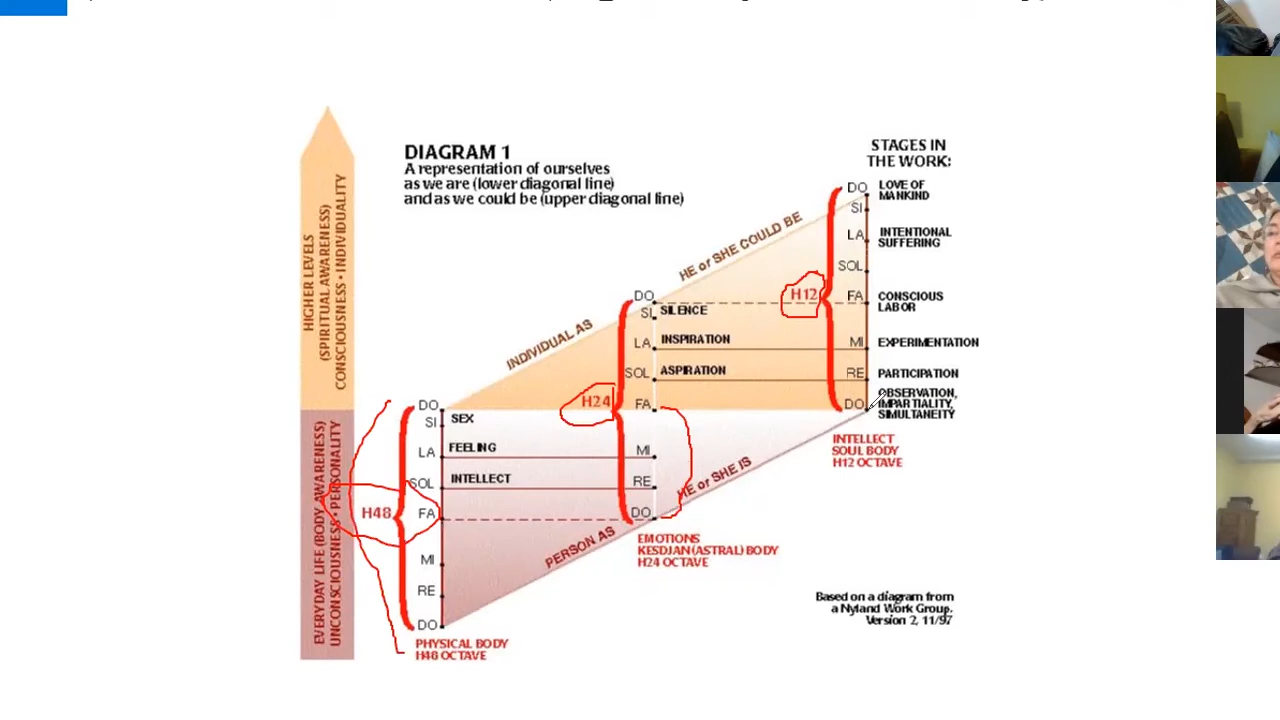 DIAGRAM 1
A representation of ourselves
as we are (lower diagonal line)
and as we could be (upper diagonal line)
HIGHER LEVELS
(SPIRITUAL AWARENESS)
CONSCIOUSNESS • INDIVIDUALITY
EVERYDAY LIFE (BODY AWARENESS)
UNCONSCIOUSNESS • PERSONALITY
DO
SI
LA
SOL
FA
MI
RE
DO
SEX
FEELING
INTELLECT
H48
PHYSICAL BODY
H48 OCTAVE
INDIVIDUAL AS
HE or SHE COULD BE
PERSON AS
HE or SHE IS
DO
SI
LA
SOL
FA
MI
RE
DO
SILENCE
INSPIRATION
ASPIRATION
H24
EMOTIONS
KESDJAN (ASTRAL) BODY
H24 OCTAVE
STAGES IN
THE WORK:
DO
SI
LA
SOL
FA
MI
RE
DO
LOVE OF
MANKIND
INTENTIONAL
SUFFERING
CONSCIOUS
LABOR
EXPERIMENTATION
PARTICIPATION
OBSERVATION,
IMPARTIALITY,
SIMULTANEITY
H12
INTELLECT
SOUL BODY
H12 OCTAVE
Based on a diagram from
a Nyland Work Group.
Version 2, 11/97